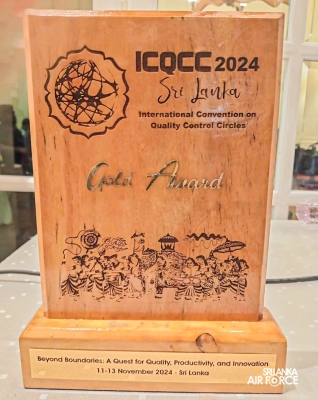 ICQCC 2024
Sri Lanka
International Convention on
Quality Control Circles
Gold Award
Beyond Boundaries: A Quest for Quality, Productivity, and Innovation
11-13 November 2024 - Sri Lanka
SRI LANKA
AIR FORCE